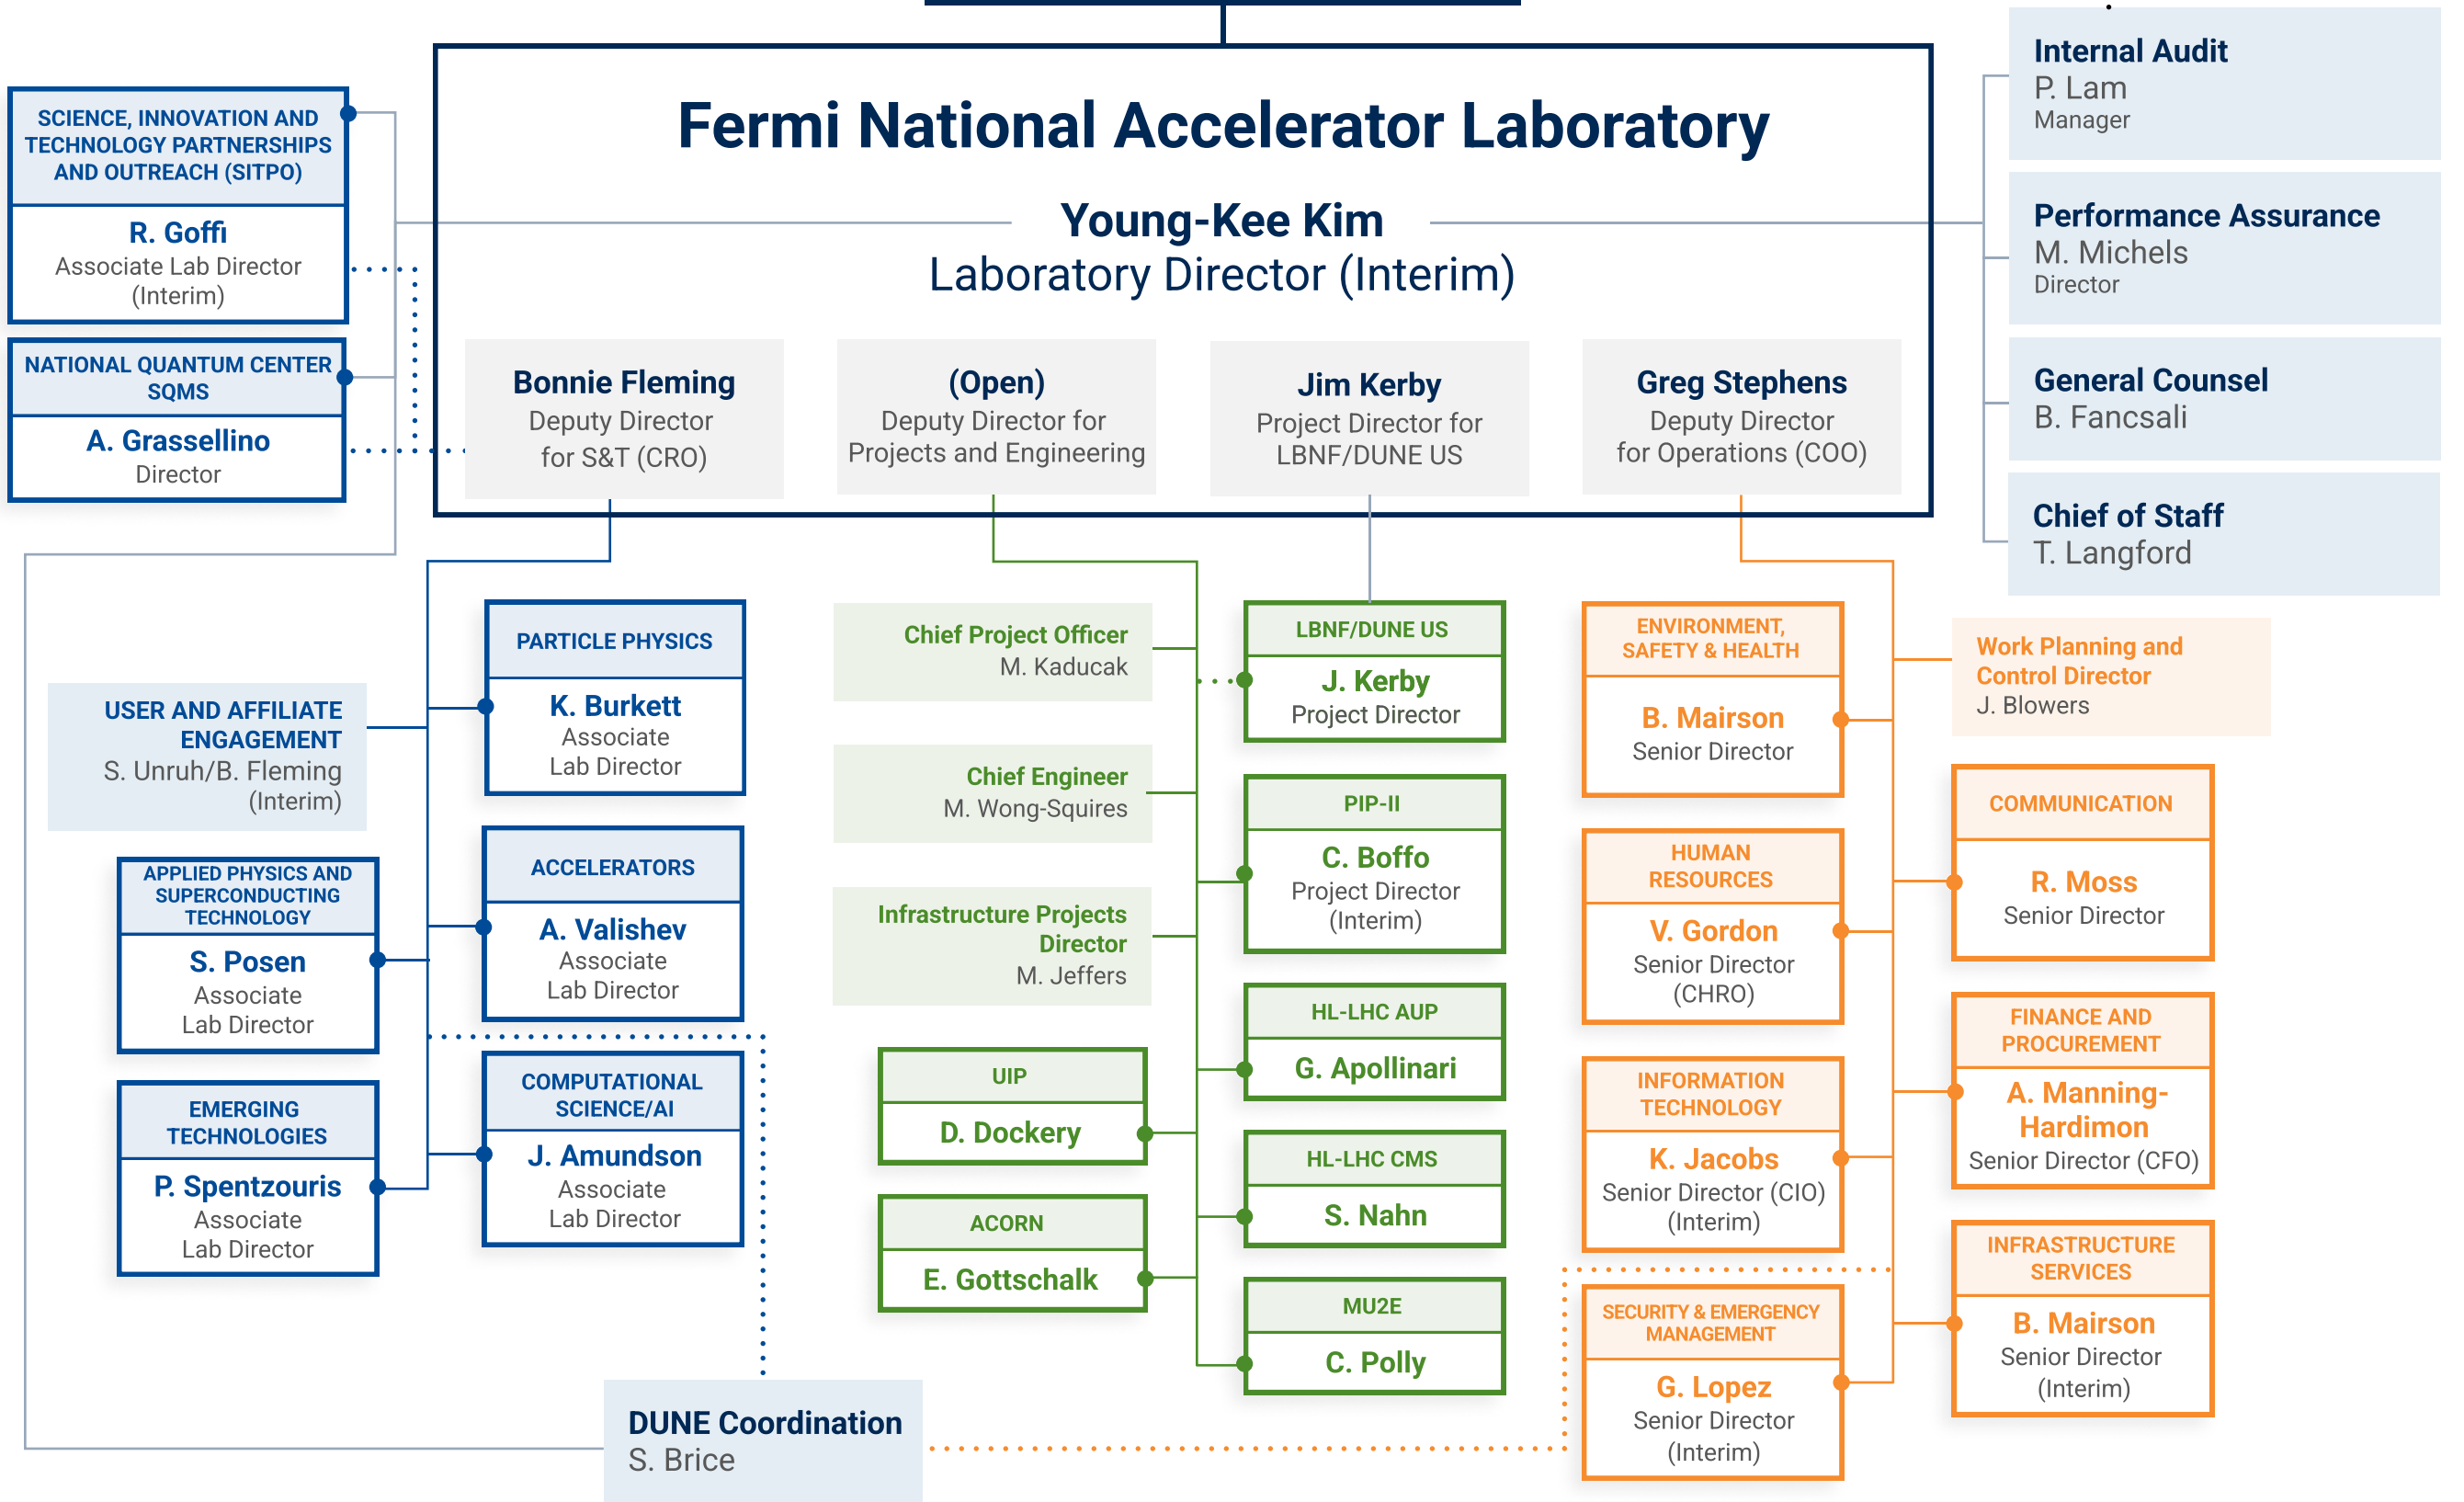 Fermi National Accelerator Laboratory
Young-Kee Kim
Laboratory Director (Interim)
Bonnie Fleming
Deputy Director
for S&T (CRO)
(Open)
Deputy Director for
Projects and Engineering
Jim Kerby
Project Director for
LBNF/DUNE US
Greg Stephens
Deputy Director
for Operations (COO)
SCIENCE, INNOVATION AND
TECHNOLOGY PARTNERSHIPS
AND OUTREACH (SITPO)
R. Goffi
Associate Lab Director
(Interim)
NATIONAL QUANTUM CENTER
SQMS
A. Grassellino
Director
Internal Audit
P. Lam
Manager
Performance Assurance
M. Michels
Director
General Counsel
B. Fancsali
Chief of Staff
T. Langford
USER AND AFFILIATE
ENGAGEMENT
S. Unruh/B. Fleming
(Interim)
APPLIED PHYSICS AND
SUPERCONDUCTING
TECHNOLOGY
S. Posen
Associate
Lab Director
EMERGING
TECHNOLOGIES
P. Spentzouris
Associate
Lab Director
PARTICLE PHYSICS
K. Burkett
Associate
Lab Director
ACCELERATORS
A. Valishev
Associate
Lab Director
COMPUTATIONAL
SCIENCE/AI
J. Amundson
Associate
Lab Director
Chief Project Officer
M. Kaducak
Chief Engineer
M. Wong-Squires
Infrastructure Projects
Director
M. Jeffers
UIP
D. Dockery
ACORN
E. Gottschalk
LBNF/DUNE US
J. Kerby
Project Director
PIP-II
C. Boffo
Project Director
(Interim)
HL-LHC AUP
G. Apollinari
HL-LHC CMS
S. Nahn
MU2E
C. Polly
ENVIRONMENT,
SAFETY & HEALTH
B. Mairson
Senior Director
HUMAN
RESOURCES
V. Gordon
Senior Director
(CHRO)
INFORMATION
TECHNOLOGY
K. Jacobs
Senior Director (CIO)
(Interim)
SECURITY & EMERGENCY
MANAGEMENT
G. Lopez
Senior Director
(Interim)
Work Planning and
Control Director
J. Blowers
COMMUNICATION
R. Moss
Senior Director
FINANCE AND
PROCUREMENT
A. Manning-
Hardimon
Senior Director (CFO)
INFRASTRUCTURE
SERVICES
B. Mairson
Senior Director
(Interim)
DUNE Coordination
S. Brice